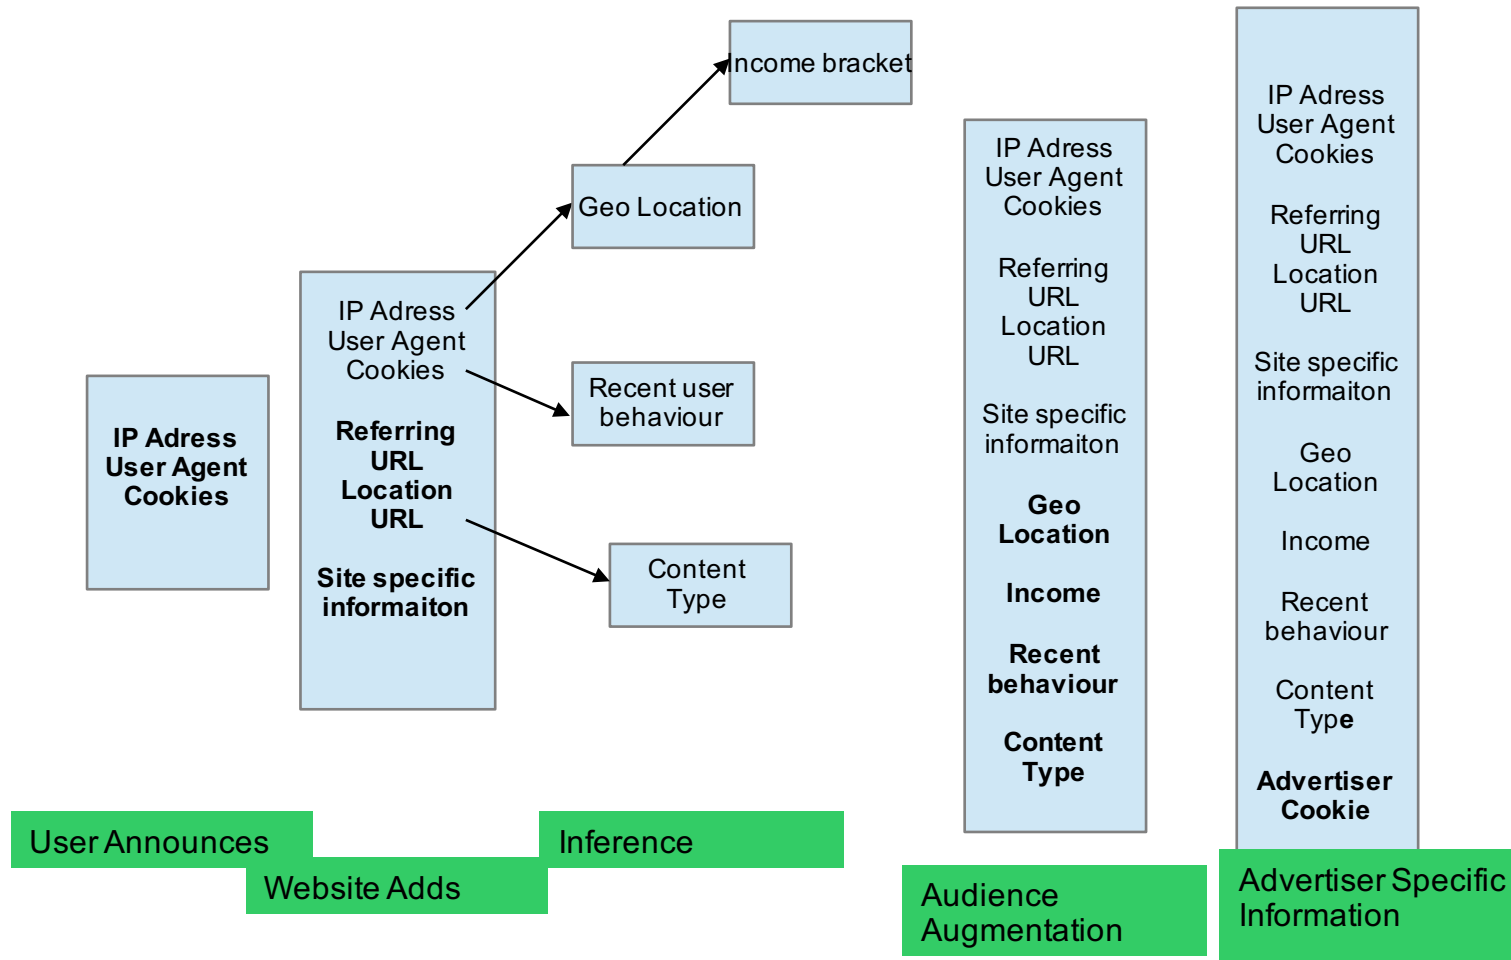 IP Adress
User Agent
Cookies
IP Adress
User Agent
Cookies
Referring
URL
Location
URL
Site specific
informaiton
Income bracket
Geo Location
Recent user
behaviour
Content
Type
IP Adress
User Agent
Cookies
Referring
URL
Location
URL
Site specific
informaiton
Geo
Location
Income
Recent
behaviour
Content
Type
IP Adress
User Agent
Cookies
Referring
URL
Location
URL
Site specific
informaiton
Geo
Location
Income
Recent
behaviour
Content
Type
Advertiser
Cookie
User Announces
Website Adds
Inference
Audience
Augmentation
Advertiser Specific
Information